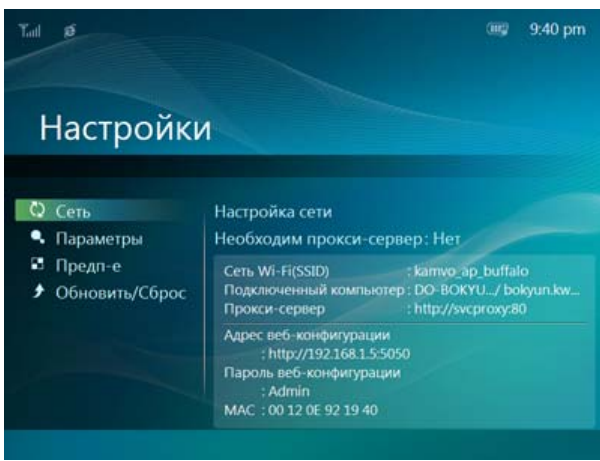 9:40 pm
Настройки
Сеть
Параметры
Предп-е
Обновить/Сброс
Настройка сети
Необходим прокси-сервер: Нет
Сеть Wi-Fi(SSID) : kamvo_ap_buffalo
Подключенный компьютер : DO-BOKYU.../ bokyun.kw...
Прокси-сервер : http://svcproxy:80
Адрес веб-конфигурации
: http://192.168.1.5:5050
Пароль веб-конфигурации
: Admin
MAC : 00 12 0E 92 19 40